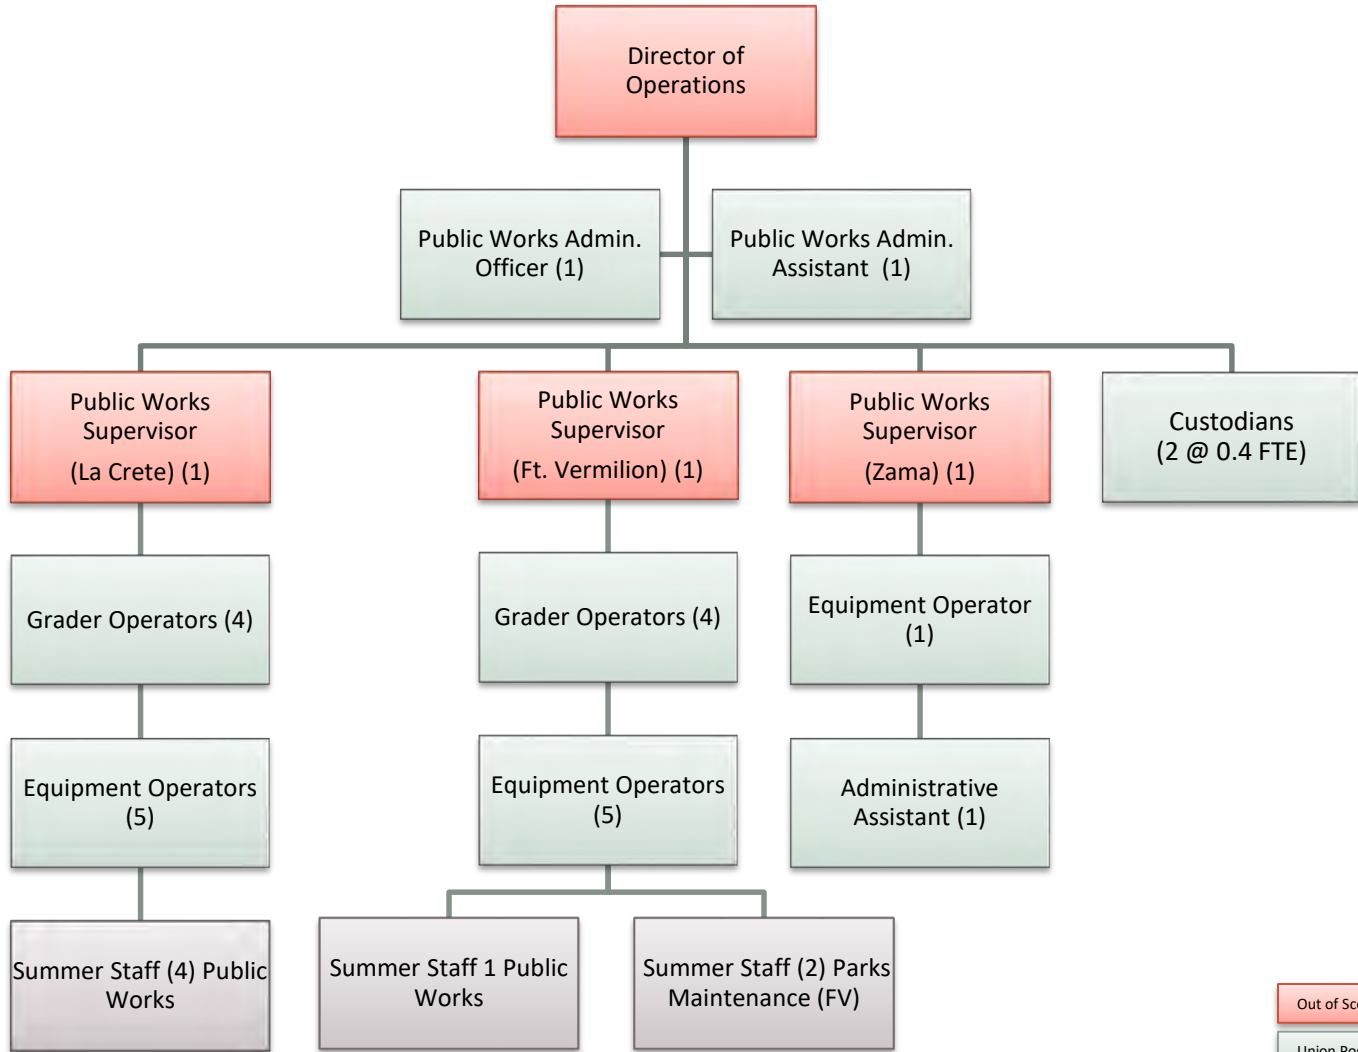 Director of
Operations
Public Works Admin.
Officer (1)
Public Works Admin.
Assistant (1)
Public Works
Supervisor
(La Crete) (1)
Public Works
Supervisor
(Ft. Vermilion) (1)
Public Works
Supervisor
(Zama) (1)
Custodians
(2 @ 0.4 FTE)
Grader Operators (4)
Grader Operators (4)
Equipment Operator
(1)
Equipment Operators
(5)
Equipment Operators
(5)
Administrative
Assistant (1)
Summer Staff (4) Public
Works
Summer Staff 1 Public
Works
Summer Staff (2) Parks
Maintenance (FV)
Out of
Union